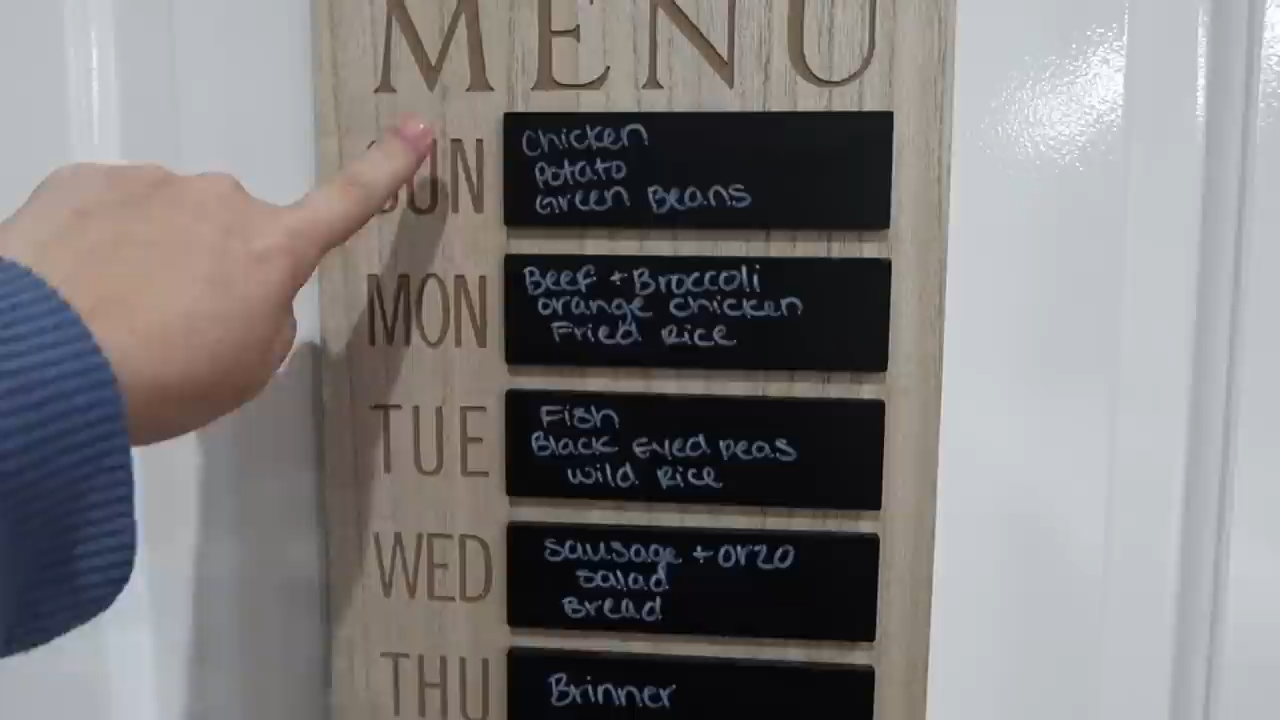 MENU
SUN
Chicken
Potato
Green Beans
MON
Beef + Broccoli
orange chicken
Fried Rice
TUE
Fish
Black Eyed peas
wild Rice
WED
sausage + orzo
salad
Bread
THU
Brinner